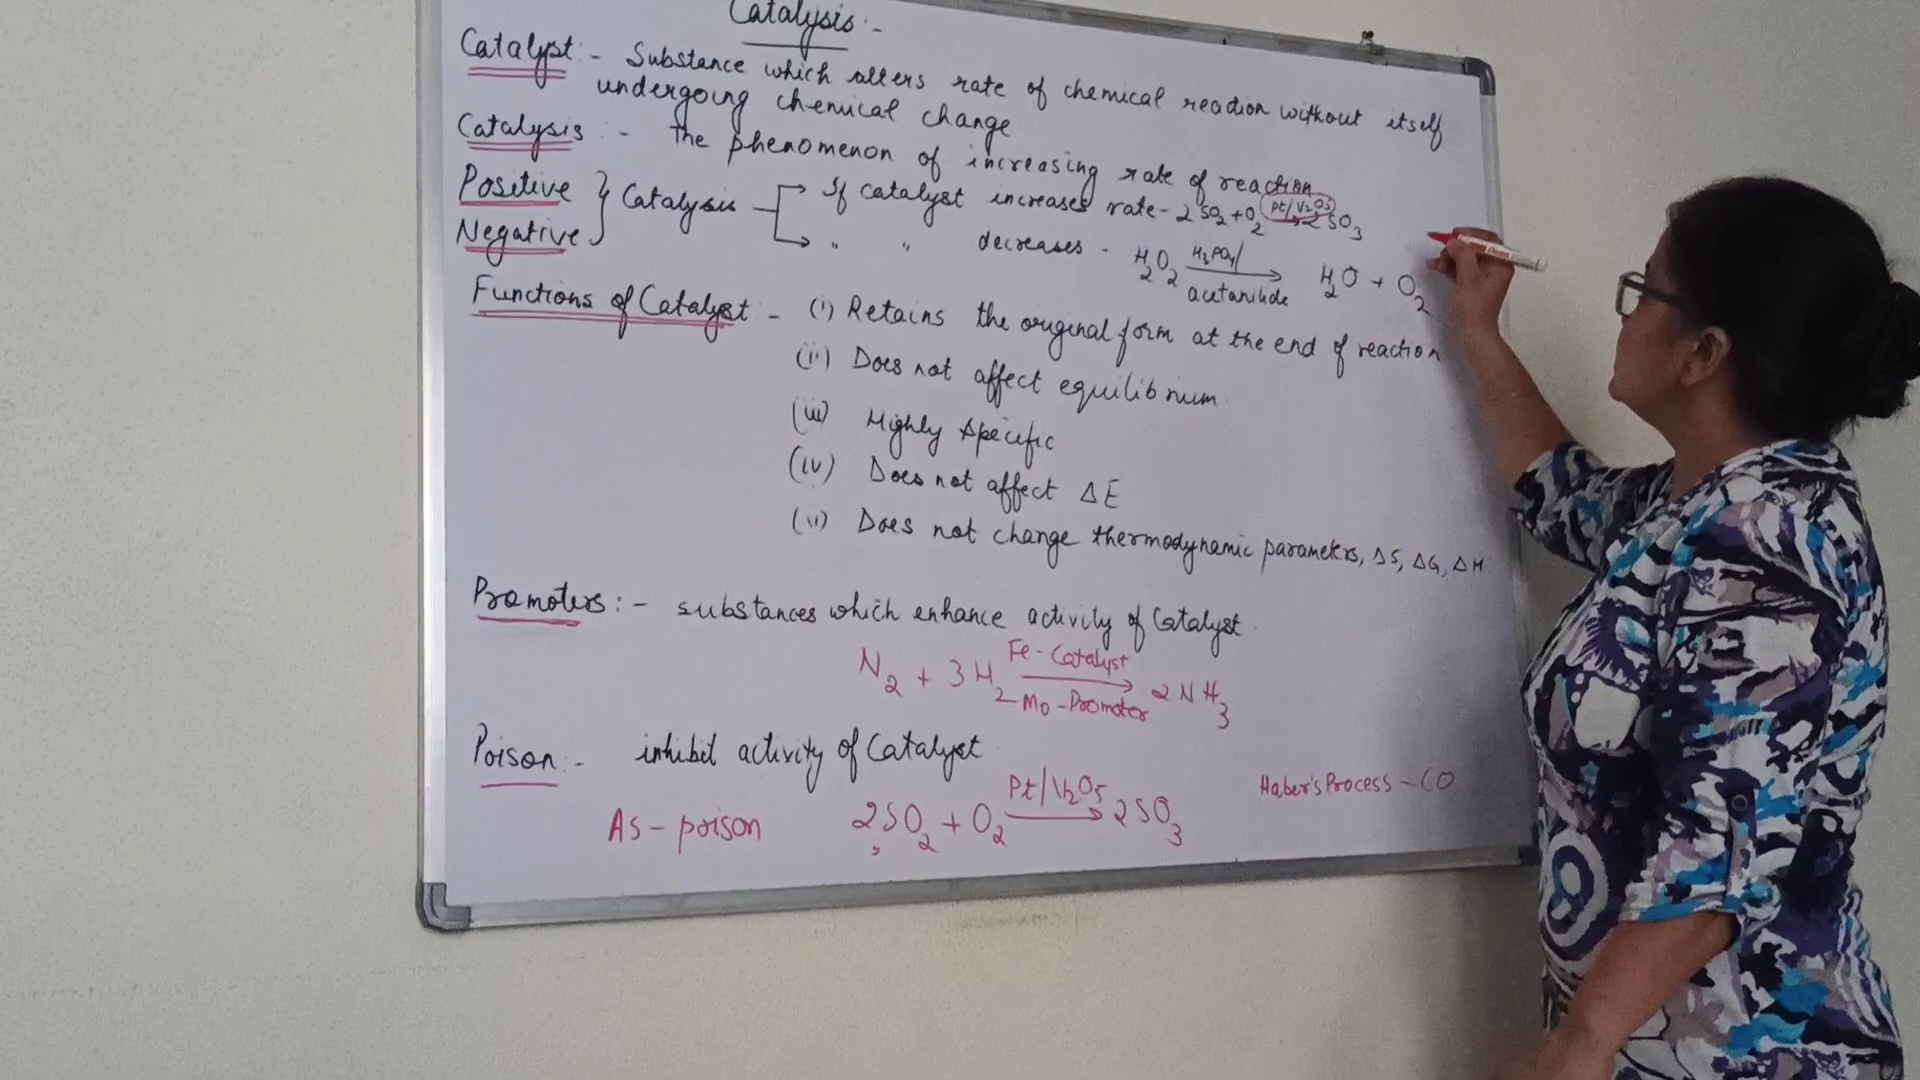 Catalysis :-
Catalyst :- Substance which alters rate of chemical reaction without itself
undergoing chemical change
Catalysis :- the phenomenon of increasing rate of reaction
Positive } Catalysis → If catalyst increases rate - 2SO2 + O2 Pt/V2O5 → 2SO3
Negative → " " decreases - H2O2 H3PO4/ acetanilide → H2O + O2
Functions of Catalyst - (i) Retains the original form at the end of reaction
(ii) Does not affect equilibrium
(iii) Highly specific
(iv) Does not affect ΔE
(v) Does not change thermodynamic parameters, ΔS, ΔG, ΔH
Promoters :- substances which enhance activity of Catalyst
Fe - Catalyst
N2 + 3H2 → 2NH3
Mo - Promoter
Poison :- inhibit activity of Catalyst
Haber's Process - CO
As - poison 2SO2 + O2 Pt/V2O5 → 2SO3